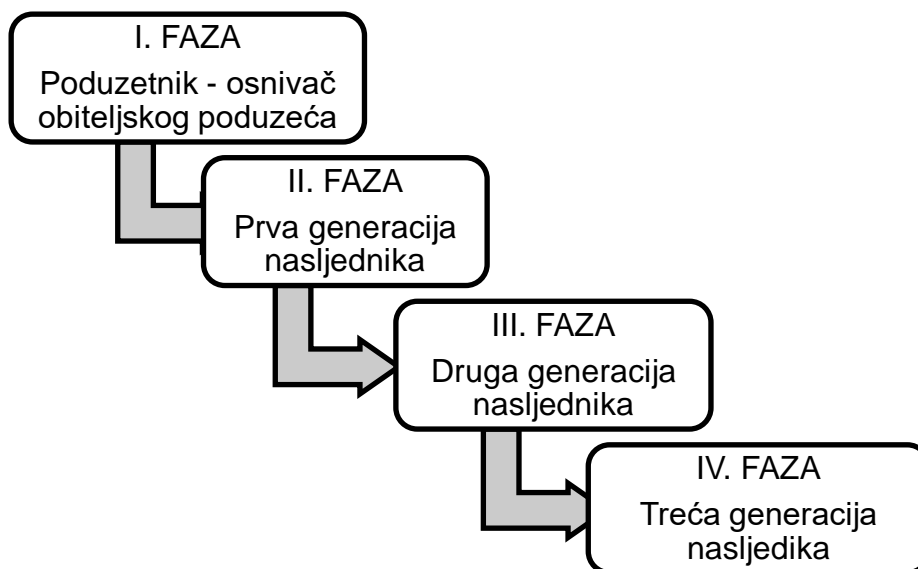 I. FAZA
Poduzetnik - osnivač
obiteljskog poduzeća
II. FAZA
Prva generacija
nasljednika
III. FAZA
Druga generacija
nasljednika
IV. FAZA
Treća generacija
nasljedika